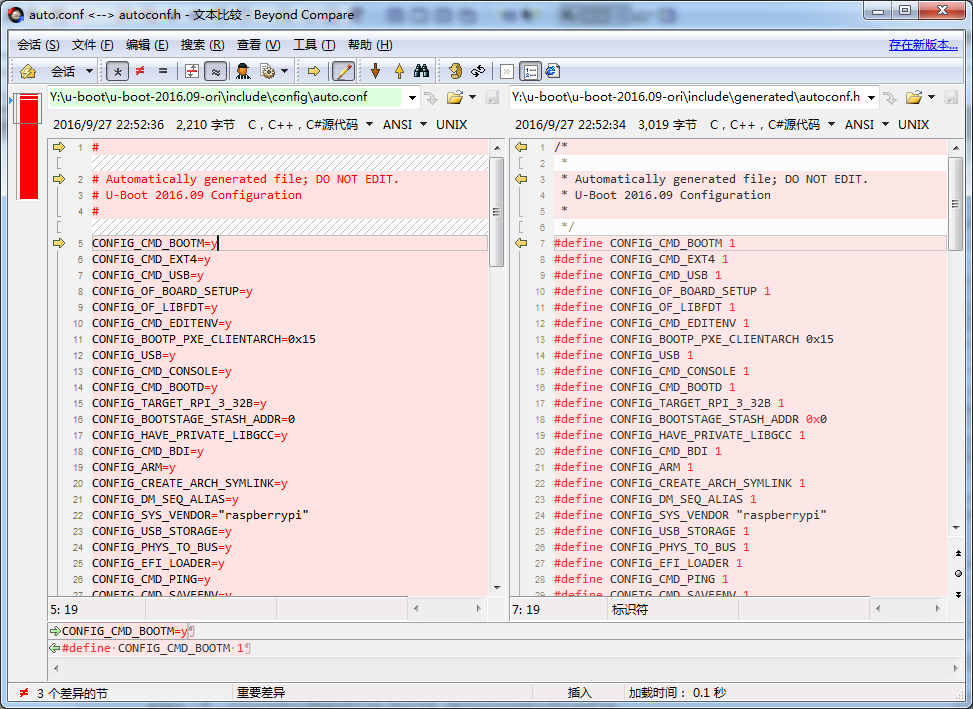 auto.conf <--> autoconf.h - 文本比较 - Beyond Compare
会话 (S) 文件 (F) 编辑 (E) 搜索 (R) 查看 (V) 工具 (T) 帮助 (H) 存在新版本...
会话
Y:\u-boot\u-boot-2016.09-ori\include\config\auto.conf
2016/9/27 22:52:36 2,210 字节 C，C++，C#源代码 ANSI UNIX
1 #
2 # Automatically generated file; DO NOT EDIT.
3 # U-Boot 2016.09 Configuration
4 #
5 CONFIG_CMD_BOOTM=y
6 CONFIG_CMD_EXT4=y
7 CONFIG_CMD_USB=y
8 CONFIG_OF_BOARD_SETUP=y
9 CONFIG_OF_LIBFDT=y
10 CONFIG_CMD_EDITENV=y
11 CONFIG_BOOTP_PXE_CLIENTARCH=0x15
12 CONFIG_USB=y
13 CONFIG_CMD_CONSOLE=y
14 CONFIG_CMD_BOOTD=y
15 CONFIG_TARGET_RPI_3_32B=y
16 CONFIG_BOOTSTAGE_STASH_ADDR=0
17 CONFIG_HAVE_PRIVATE_LIBGCC=y
18 CONFIG_CMD_BDI=y
19 CONFIG_ARM=y
20 CONFIG_CREATE_ARCH_SYMLINK=y
21 CONFIG_DM_SEQ_ALIAS=y
22 CONFIG_SYS_VENDOR="raspberrypi"
23 CONFIG_USB_STORAGE=y
24 CONFIG_PHYS_TO_BUS=y
25 CONFIG_EFI_LOADER=y
26 CONFIG_CMD_PING=y
27 CONFIG_CMD_SAVEENV=y
5: 19
Y:\u-boot\u-boot-2016.09-ori\include\generated\autoconf.h
2016/9/27 22:52:34 3,019 字节 C，C++，C#源代码 ANSI UNIX
1 /*
2 *
3 * Automatically generated file; DO NOT EDIT.
4 * U-Boot 2016.09 Configuration
5 *
6 */
7 #define CONFIG_CMD_BOOTM 1
8 #define CONFIG_CMD_EXT4 1
9 #define CONFIG_CMD_USB 1
10 #define CONFIG_OF_BOARD_SETUP 1
11 #define CONFIG_OF_LIBFDT 1
12 #define CONFIG_CMD_EDITENV 1
13 #define CONFIG_BOOTP_PXE_CLIENTARCH 0x15
14 #define CONFIG_USB 1
15 #define CONFIG_CMD_CONSOLE 1
16 #define CONFIG_CMD_BOOTD 1
17 #define CONFIG_TARGET_RPI_3_32B 1
18 #define CONFIG_BOOTSTAGE_STASH_ADDR 0x0
19 #define CONFIG_HAVE_PRIVATE_LIBGCC 1
20 #define CONFIG_CMD_BDI 1
21 #define CONFIG_ARM 1
22 #define CONFIG_CREATE_ARCH_SYMLINK 1
23 #define CONFIG_DM_SEQ_ALIAS 1
24 #define CONFIG_SYS_VENDOR "raspberrypi"
25 #define CONFIG_USB_STORAGE 1
26 #define CONFIG_PHYS_TO_BUS 1
27 #define CONFIG_EFI_LOADER 1
28 #define CONFIG_CMD_PING 1
29 #define CONFIG_CMD_SAVEENV 1
7: 19 标识符
CONFIG_CMD_BOOTM=y¶
#define·CONFIG_CMD_BOOTM·1¶
≠ 3 个差异的节 重要差异 插入 加载时间： 0.1 秒